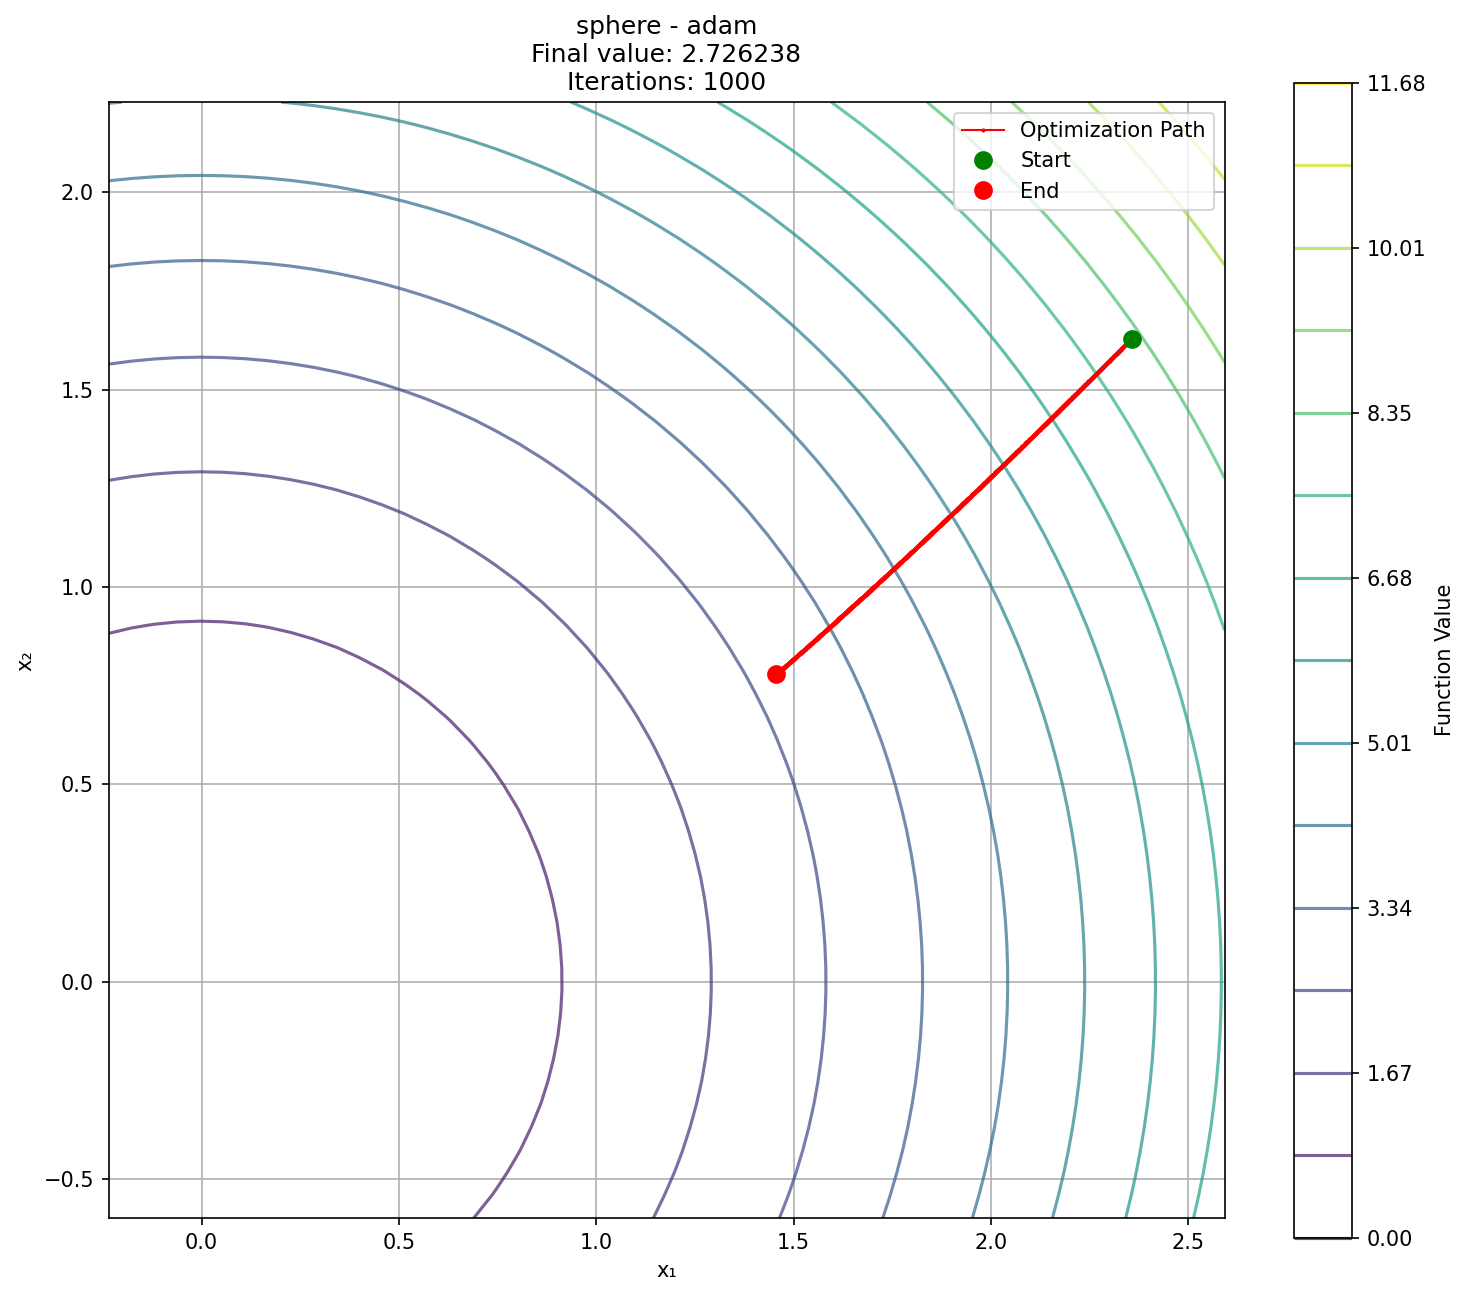 sphere - adam
Final value: 2.726238
Iterations: 1000
Optimization Path
Start
End
2.0
1.5
1.0
0.5
0.0
−0.5
x₂
0.0
0.5
1.0
1.5
2.0
2.5
x₁
11.68
10.01
8.35
6.68
5.01
3.34
1.67
0.00
Function Value